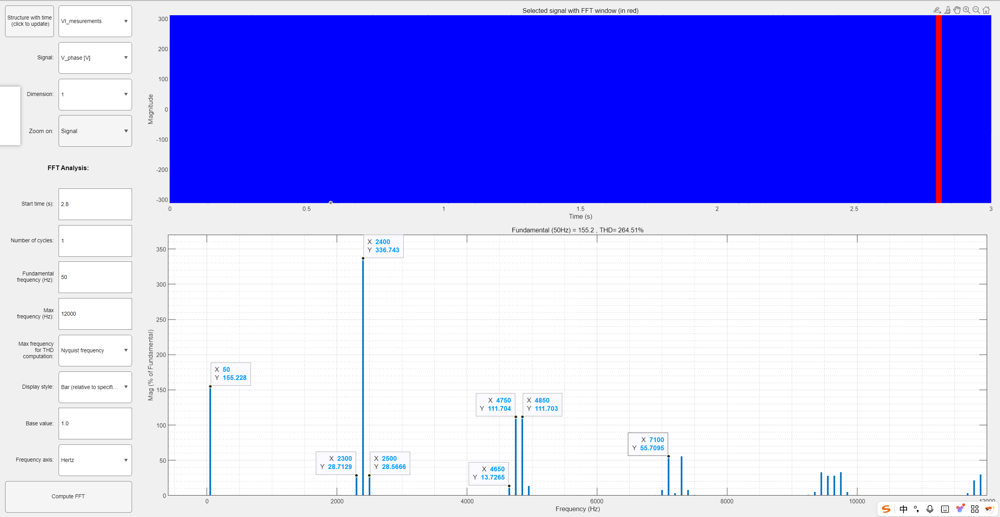 Structure with time
(click to update)
VI_mesurements
Signal:
V_phase [V]
Dimension:
1
Zoom on:
Signal
FFT Analysis:
Start time (s):
2.8
Number of cycles:
1
Fundamental
frequency (Hz):
50
Max
frequency (Hz):
12000
Max frequency
for THD
computation:
Nyquist frequency
Display style:
Bar (relative to specifi...
Base value:
1.0
Frequency axis:
Hertz
Compute FFT
Selected signal with FFT window (in red)
300
200
100
0
-100
-200
-300
Magnitude
0
0.5
1
1.5
2
2.5
3
Time (s)
Fundamental (50Hz) = 155.2 , THD= 264.51%
350
300
250
200
150
100
50
0
Mag (% of Fundamental)
X 2400
Y 336.743
X 50
Y 155.228
X 4750
Y 111.704
X 4850
Y 111.703
X 7100
Y 55.7095
X 2300
Y 28.7129
X 2500
Y 28.5666
X 4650
Y 13.7265
0
2000
4000
6000
8000
10000
12000
Frequency (Hz)
中